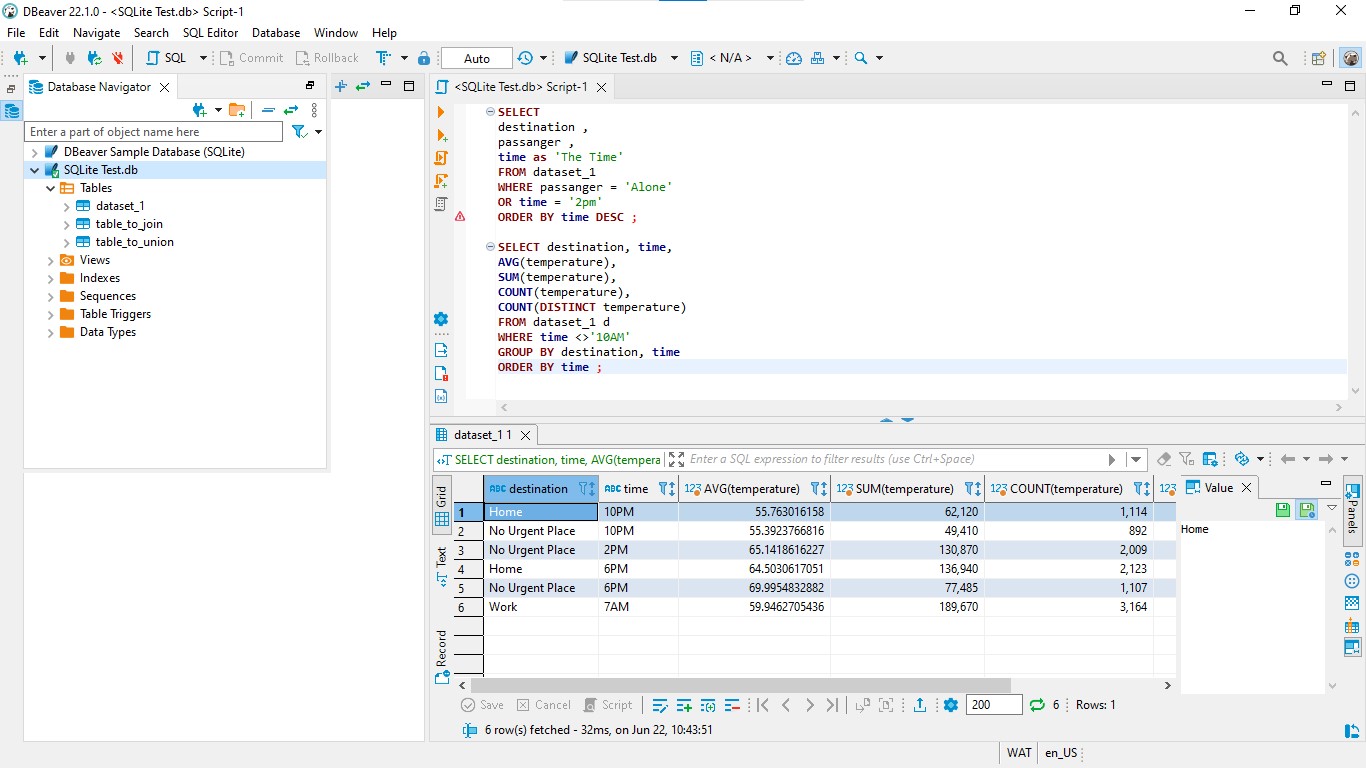 DBeaver 22.1.0 - <SQLite Test.db> Script-1
File Edit Navigate Search SQL Editor Database Window Help
SQL Commit Rollback Auto SQLite Test.db < N/A >
Database Navigator
Enter a part of object name here
DBeaver Sample Database (SQLite)
SQLite Test.db
Tables
dataset_1
table_to_join
table_to_union
Views
Indexes
Sequences
Table Triggers
Data Types
<SQLite Test.db> Script-1
SELECT
destination ,
passanger ,
time as 'The Time'
FROM dataset_1
WHERE passanger = 'Alone'
OR time = '2pm'
ORDER BY time DESC ;
SELECT destination, time,
AVG(temperature),
SUM(temperature),
COUNT(temperature),
COUNT(DISTINCT temperature)
FROM dataset_1 d
WHERE time <>'10AM'
GROUP BY destination, time
ORDER BY time ;
dataset_1 1
SELECT destination, time, AVG(tempera Enter a SQL expression to filter results (use Ctrl+Space)
Grid
Text
Record
ABC destination ABC time 123 AVG(temperature) 123 SUM(temperature) 123 COUNT(temperature) 123
1 Home 10PM 55.763016158 62,120 1,114
2 No Urgent Place 10PM 55.3923766816 49,410 892
3 No Urgent Place 2PM 65.1418616227 130,870 2,009
4 Home 6PM 64.5030617051 136,940 2,123
5 No Urgent Place 6PM 69.9954832882 77,485 1,107
6 Work 7AM 59.9462705436 189,670 3,164
Value
Home
Panels
Save Cancel Script 200 6 Rows: 1
6 row(s) fetched - 32ms, on Jun 22, 10:43:51
WAT en_US